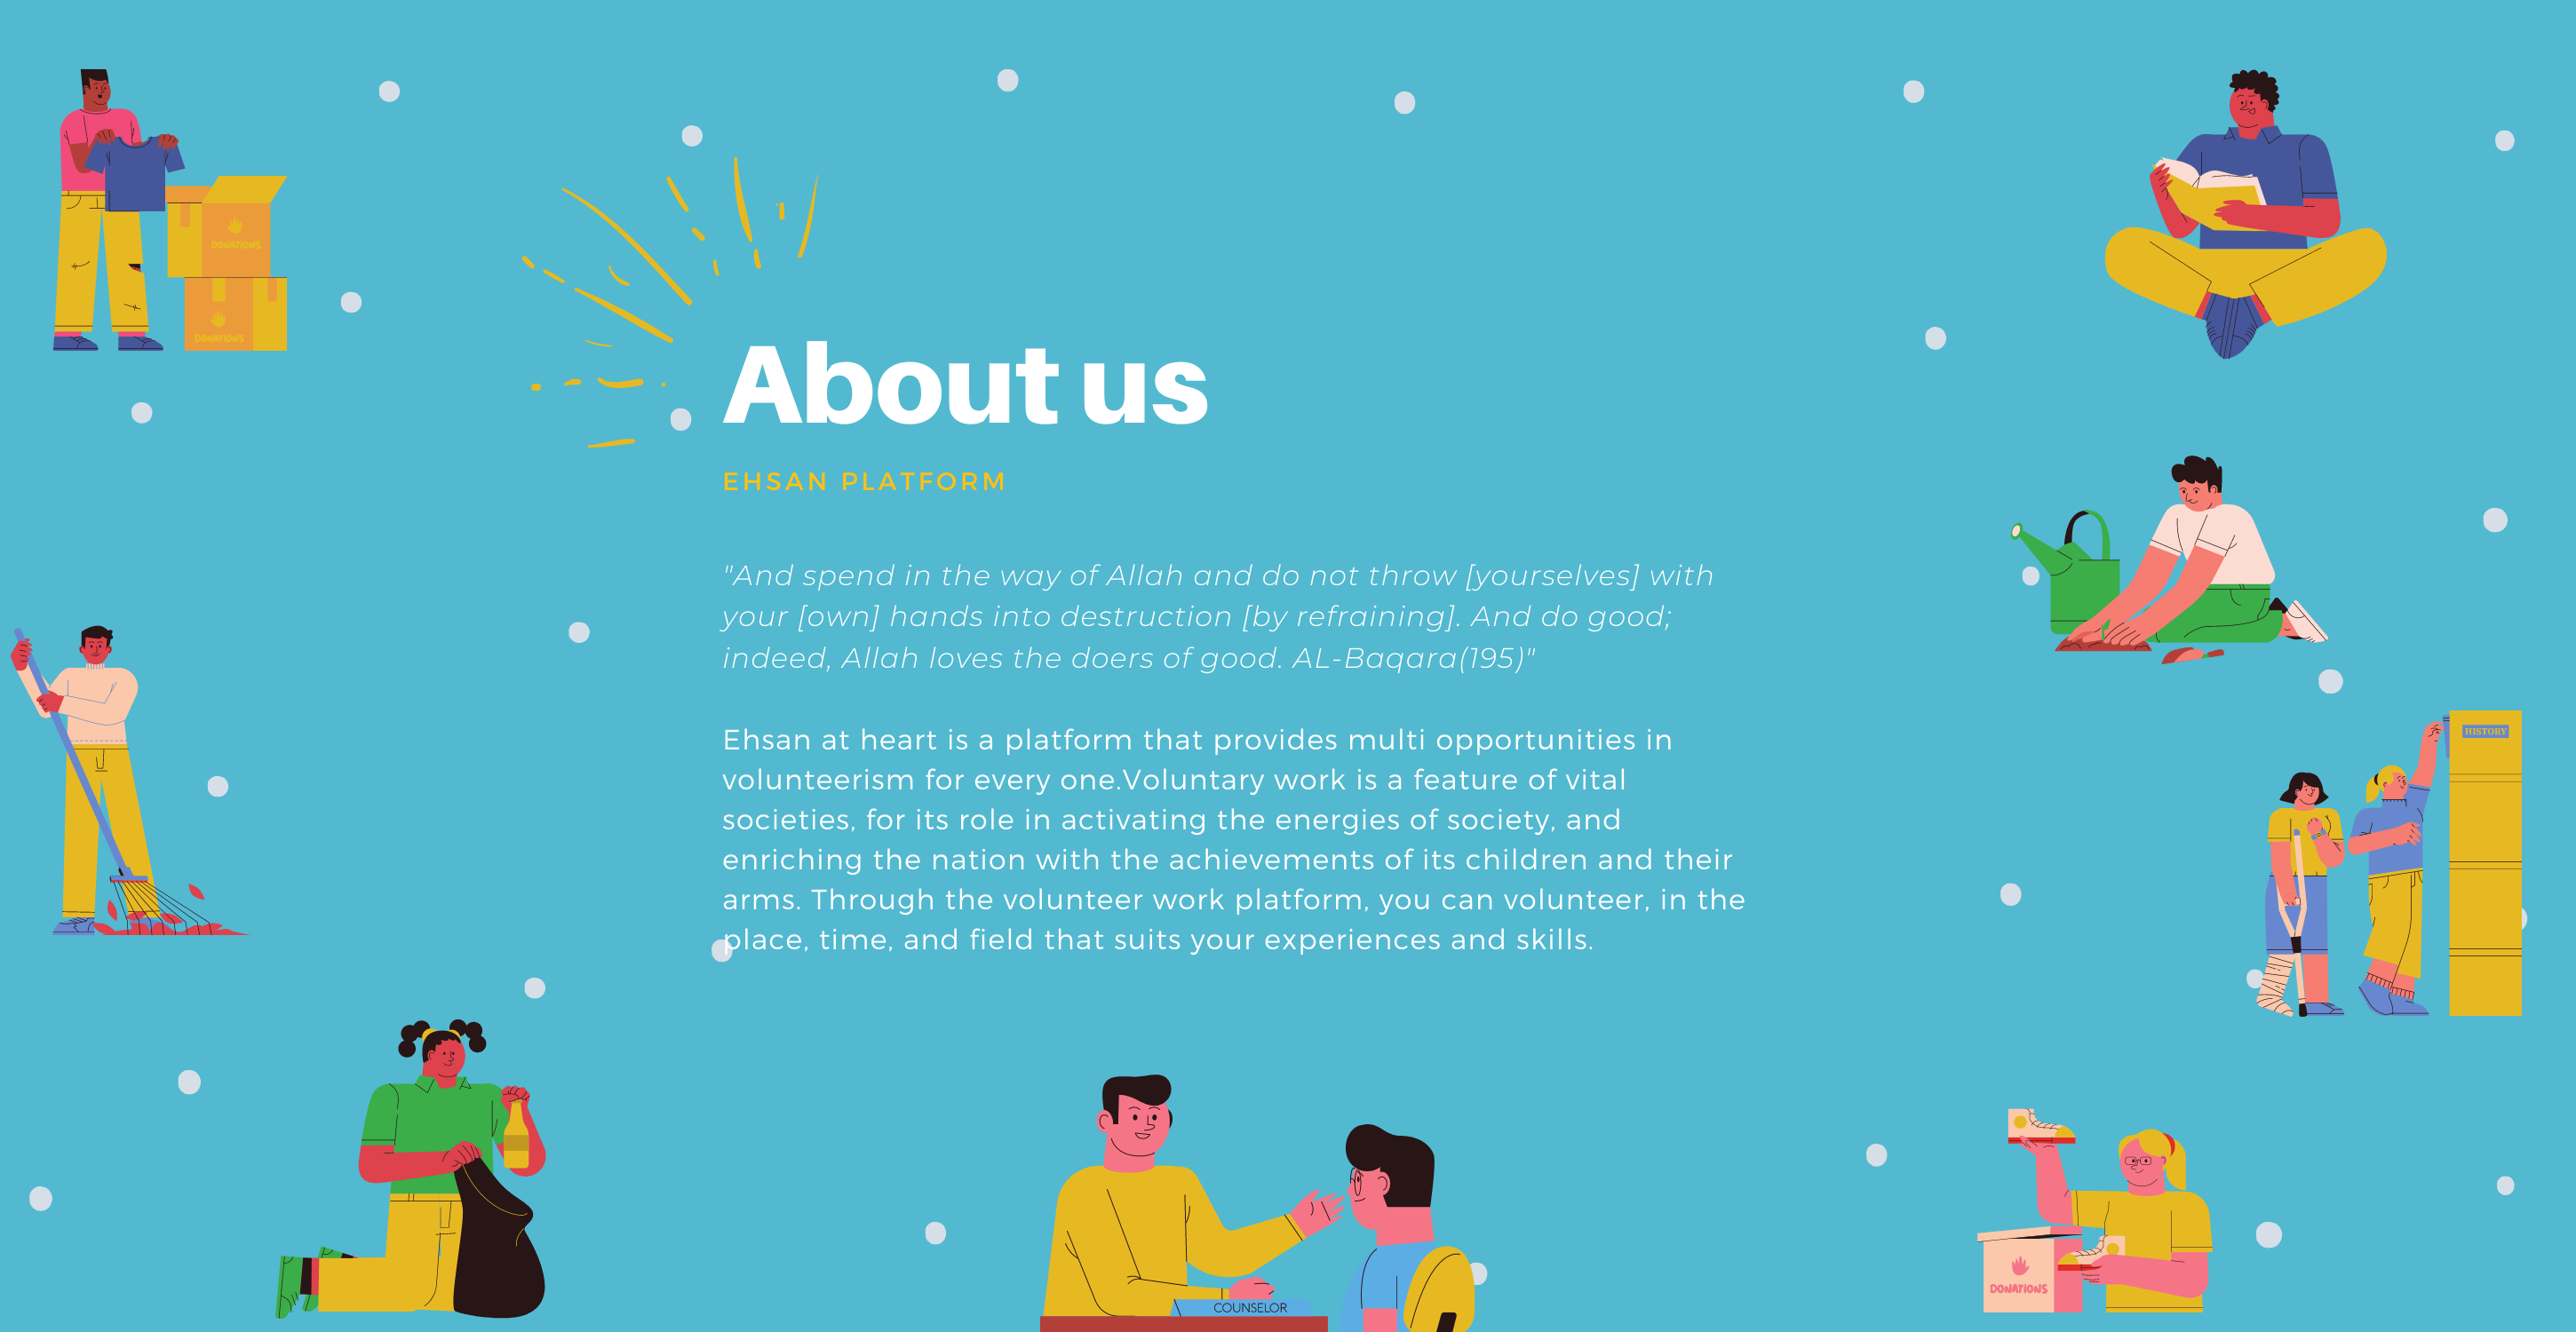 DONATIONS
DONATIONS
About us
EHSAN PLATFORM
"And spend in the way of Allah and do not throw [yourselves] with
your [own] hands into destruction [by refraining]. And do good;
indeed, Allah loves the doers of good. AL-Baqara(195)"
Ehsan at heart is a platform that provides multi opportunities in
volunteerism for every one.Voluntary work is a feature of vital
societies, for its role in activating the energies of society, and
enriching the nation with the achievements of its children and their
arms. Through the volunteer work platform, you can volunteer, in the
place, time, and field that suits your experiences and skills.
HISTORY
COUNSELOR
DONATIONS